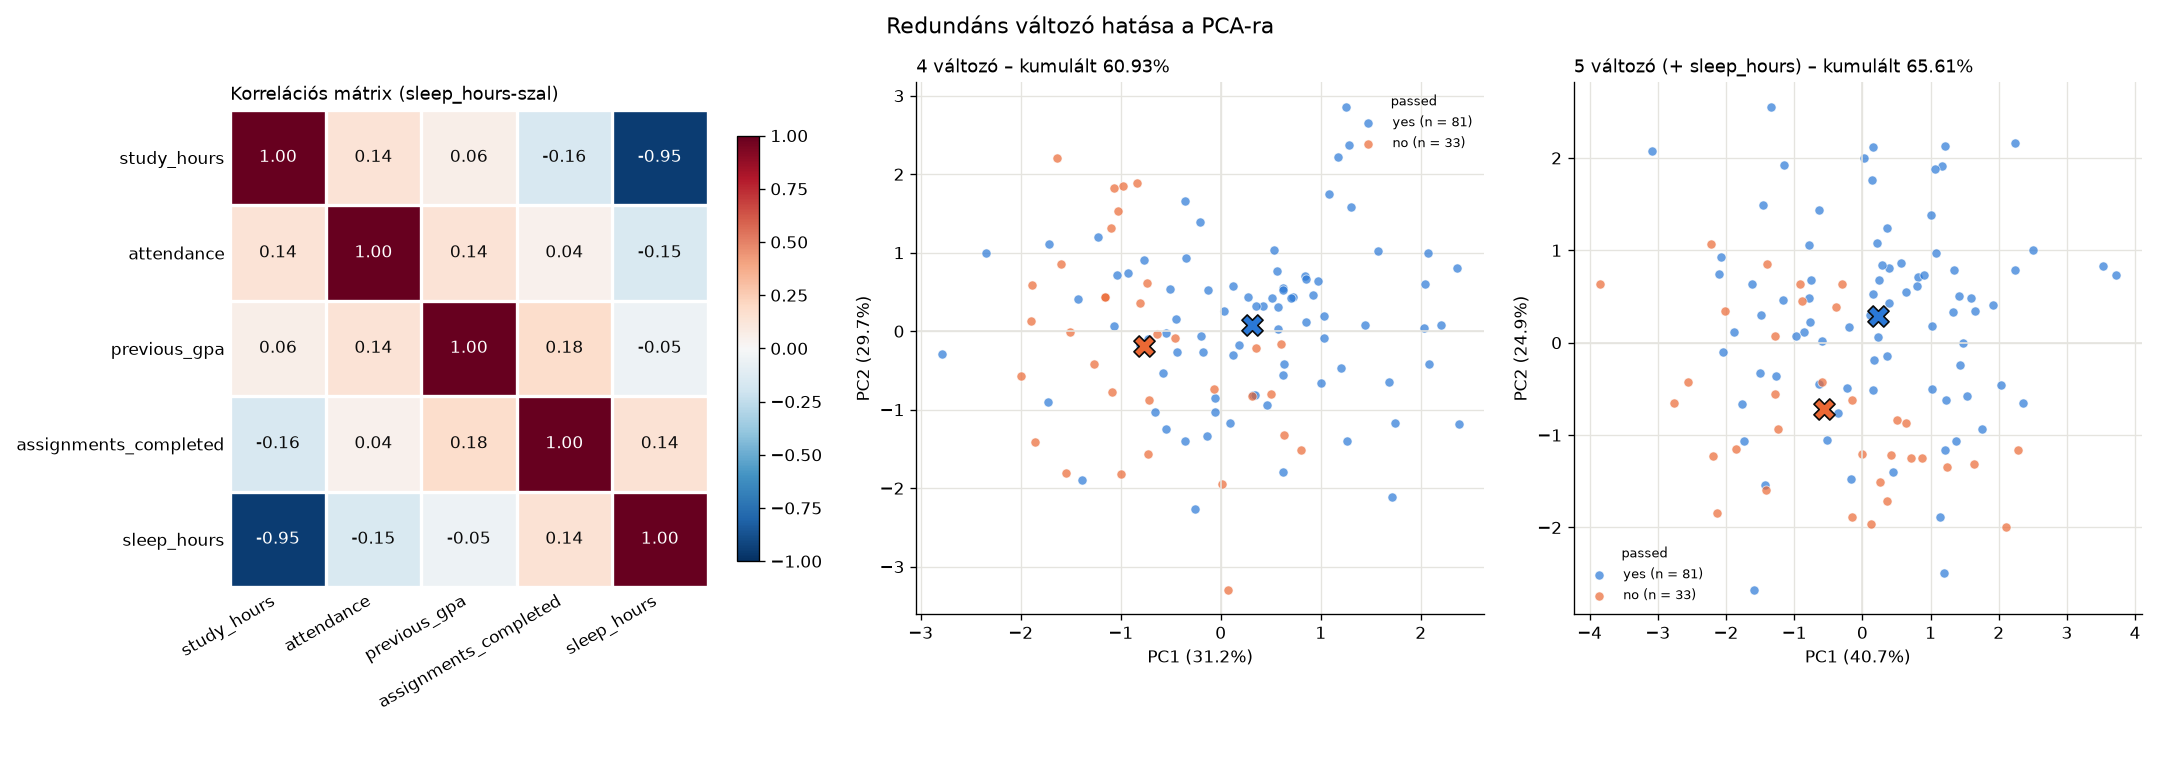 Redundáns változó hatása a PCA-ra
Korrelációs mátrix (sleep_hours-szal)
study_hours 1.00 0.14 0.06 -0.16 -0.95
attendance 0.14 1.00 0.14 0.04 -0.15
previous_gpa 0.06 0.14 1.00 0.18 -0.05
assignments_completed -0.16 0.04 0.18 1.00 0.14
sleep_hours -0.95 -0.15 -0.05 0.14 1.00
study_hours attendance previous_gpa assignments_completed sleep_hours
1.00
0.75
0.50
0.25
0.00
−0.25
−0.50
−0.75
−1.00
4 változó – kumulált 60.93%
PC2 (29.7%)
3
2
1
0
−1
−2
−3
passed
yes (n = 81)
no (n = 33)
−3 −2 −1 0 1 2
PC1 (31.2%)
5 változó (+ sleep_hours) – kumulált 65.61%
PC2 (24.9%)
2
1
0
−1
−2
passed
yes (n = 81)
no (n = 33)
−4 −3 −2 −1 0 1 2 3 4
PC1 (40.7%)